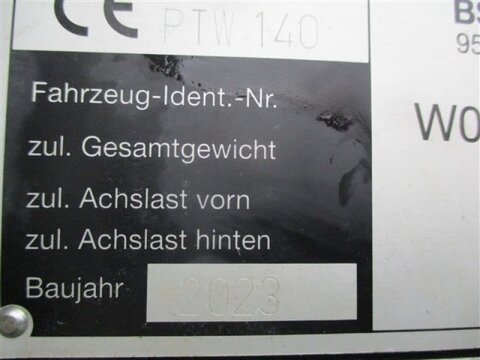 CE PTW 140
BS
95
Fahrzeug-Ident.-Nr.
W0
zul. Gesamtgewicht
zul. Achslast vorn
zul. Achslast hinten
Baujahr 2023